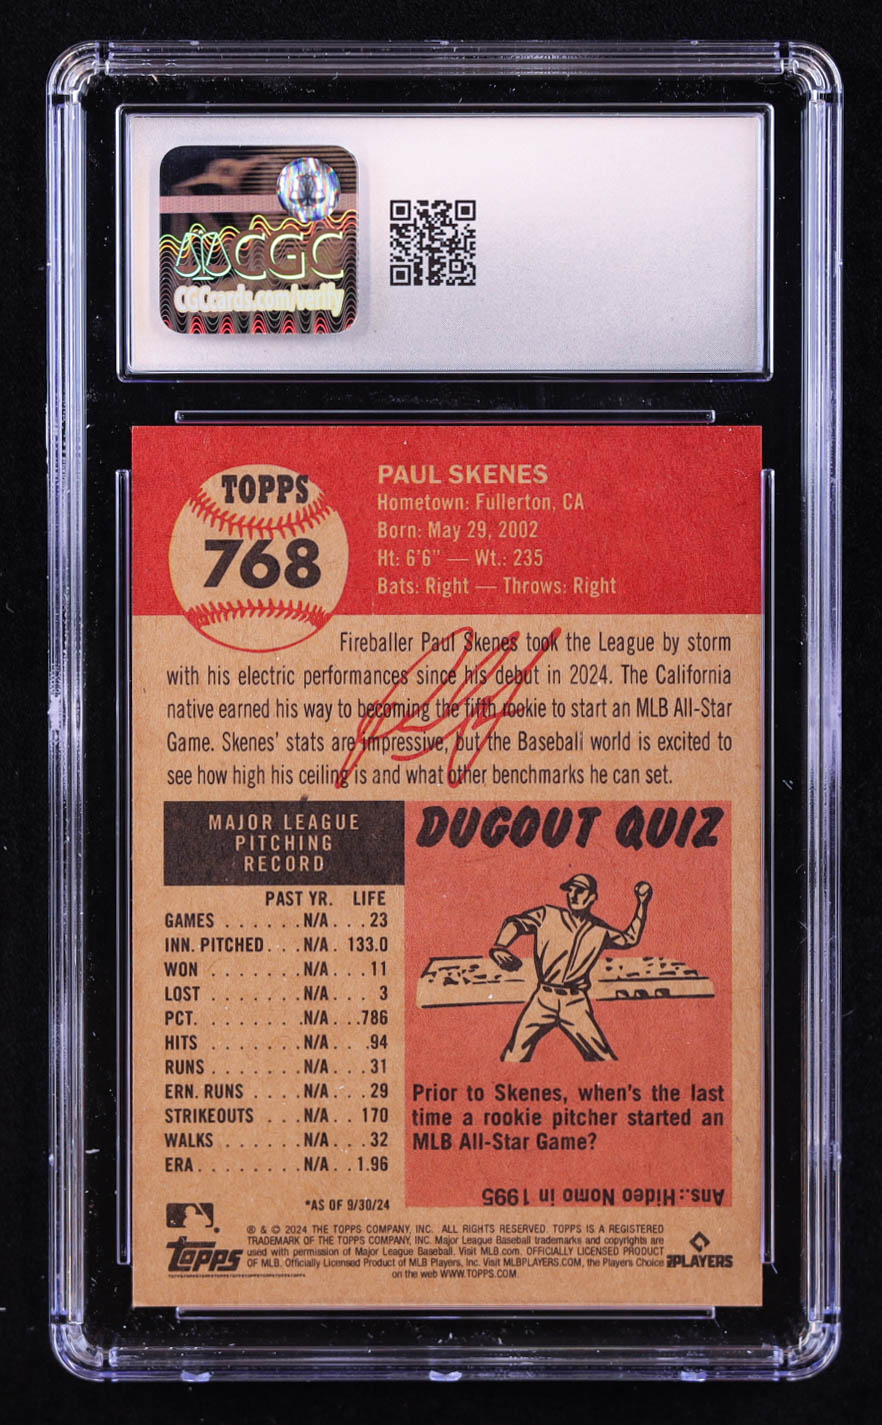 CGC
CGCcards.com/verify
TOPPS
768
PAUL SKENES
Hometown: Fullerton, CA
Born: May 29, 2002
Ht: 6'6" — Wt.: 235
Bats: Right — Throws: Right
Fireballer Paul Skenes took the League by storm
with his electric performances since his debut in 2024. The California
native earned his way to becoming the fifth rookie to start an MLB All-Star
Game. Skenes' stats are impressive, but the Baseball world is excited to
see how high his ceiling is and what other benchmarks he can set.
MAJOR LEAGUE
PITCHING
RECORD
PAST YR. LIFE
GAMES . . . . . . . N/A . . . 23
INN. PITCHED . . . N/A . 133.0
WON . . . . . . . N/A . . . 11
LOST . . . . . . . N/A . . . 3
PCT. . . . . . . . N/A . . .786
HITS . . . . . . . N/A . . .94
RUNS . . . . . . . N/A . . . 31
ERN. RUNS . . . . N/A . . . 29
STRIKEOUTS . . . N/A . . 170
WALKS . . . . . . N/A . . . 32
ERA . . . . . . . . N/A . . 1.96
*AS OF 9/30/24
DUGOUT QUIZ
Prior to Skenes, when's the last
time a rookie pitcher started an
MLB All-Star Game?
Ans.: Hideo Nomo in 1995
Topps
® & © 2024 THE TOPPS COMPANY, INC. ALL RIGHTS RESERVED. TOPPS IS A REGISTERED
TRADEMARK OF THE TOPPS COMPANY, INC. Major League Baseball trademarks and copyrights are
used with permission of Major League Baseball. Visit MLB.com. OFFICIALLY LICENSED PRODUCT
OF MLB. Officially Licensed Product of MLB Players, Inc. Visit MLBPLAYERS.COM, the Players Choice
on the web WWW.TOPPS.COM.
PLAYERS